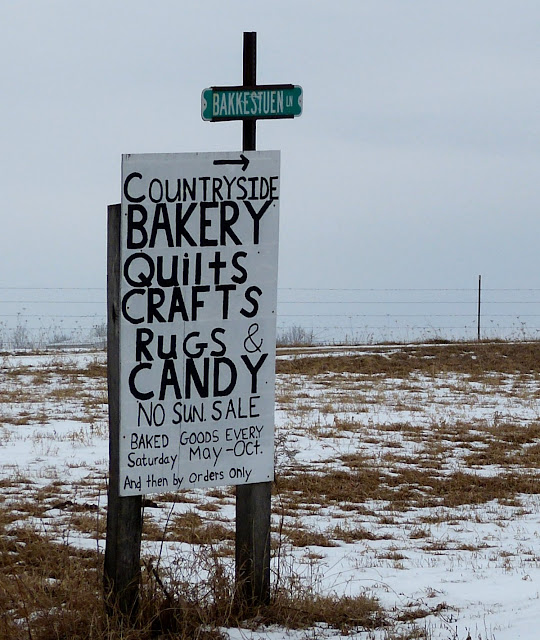 BAKKESTUEN LN
→
COUNTRYSIDE
BAKERY
Quilts
CRAFTS
RUGS &
CANDY
NO SUN. SALE
BAKED GOODS EVERY
Saturday MAY-Oct.
And then by Orders Only